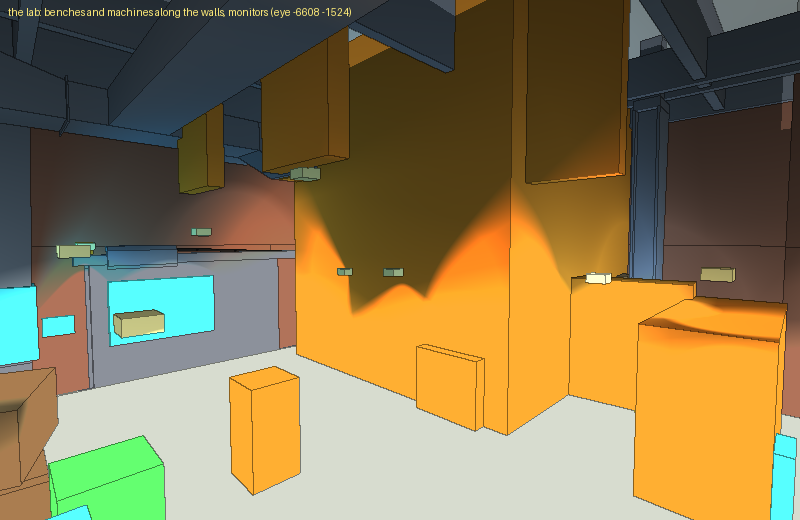 the lab: benches and machines along the walls, monitors (eye -6608 -1524)